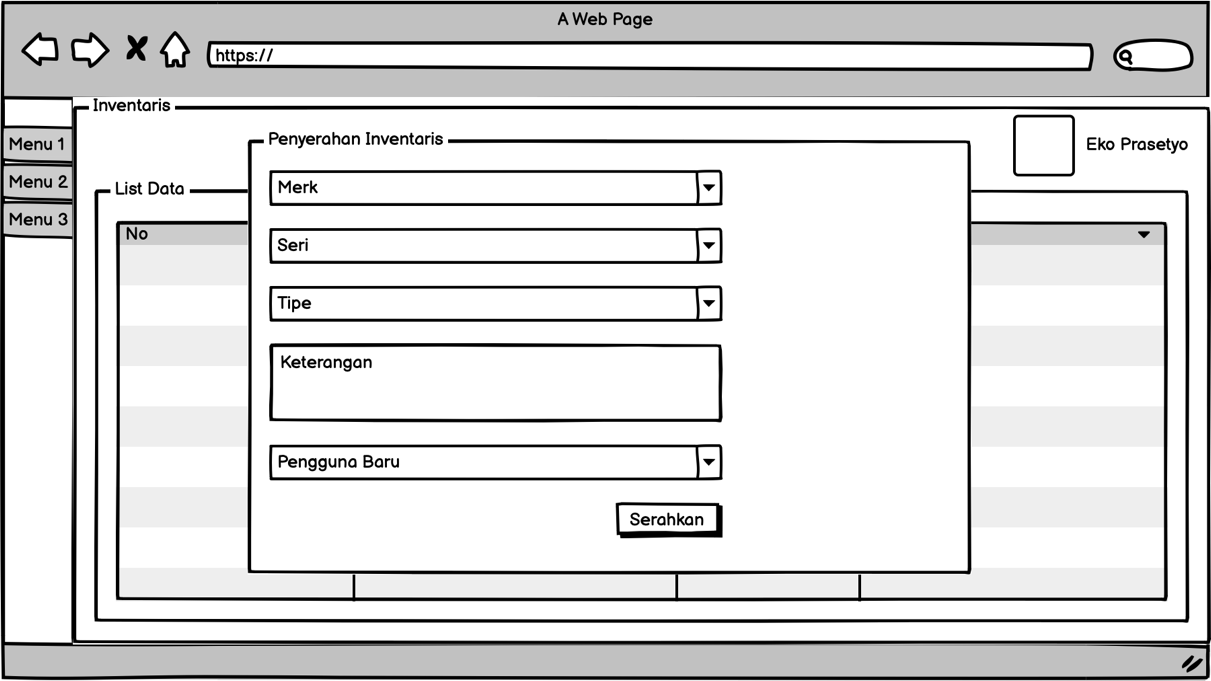 A Web Page
https://
Inventaris
Menu 1
Menu 2
Menu 3
Eko Prasetyo
List Data
No
Penyerahan Inventaris
Merk
Seri
Tipe
Keterangan
Pengguna Baru
Serahkan